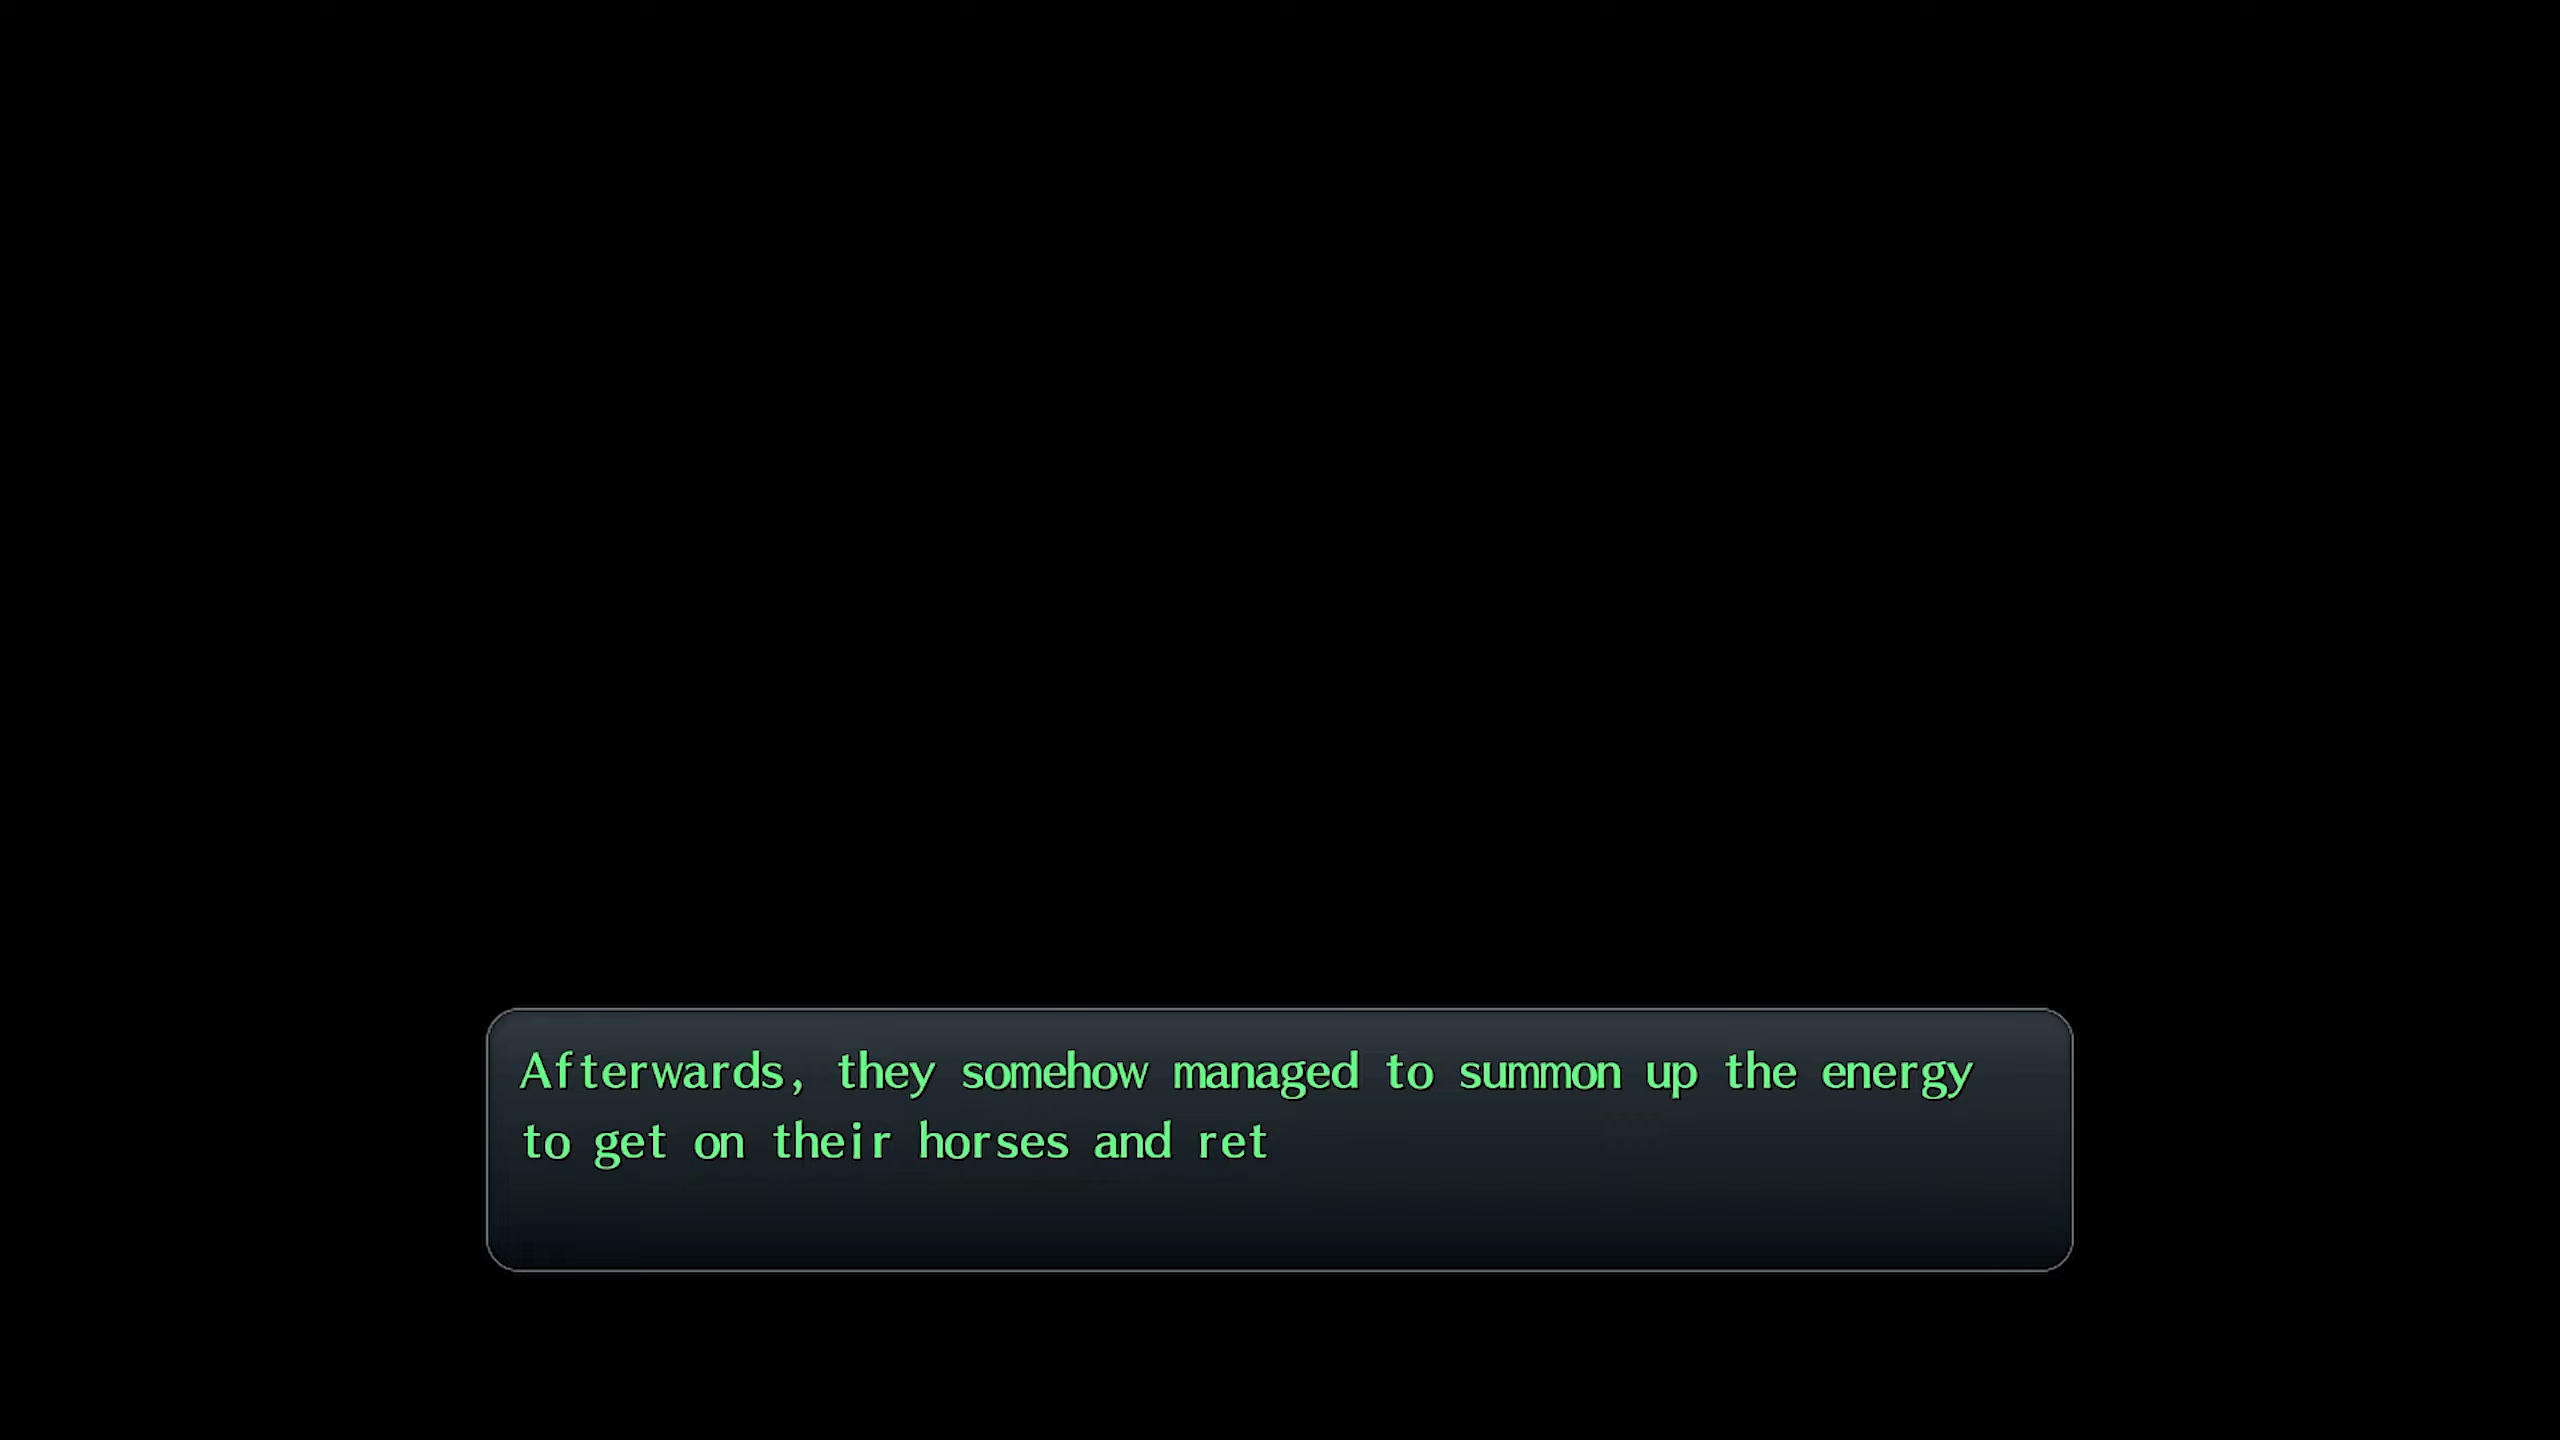 Afterwards, they somehow managed to summon up the energy
to get on their horses and ret